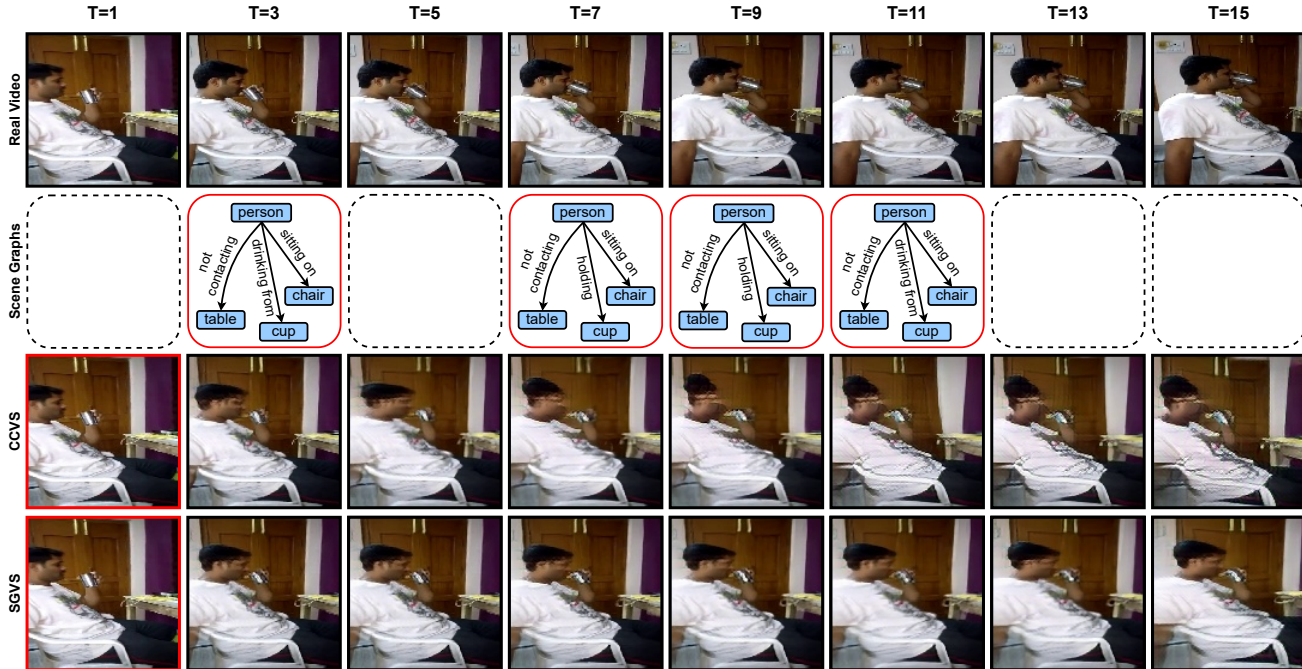 T=1 T=3 T=5 T=7 T=9 T=11 T=13 T=15
Real Video
Scene Graphs
person
not contacting
drinking from
sitting on
table
cup
chair
person
not contacting
holding
sitting on
table
cup
chair
person
not contacting
holding
sitting on
table
cup
chair
person
not contacting
drinking from
sitting on
table
cup
chair
CCVS
SGVS